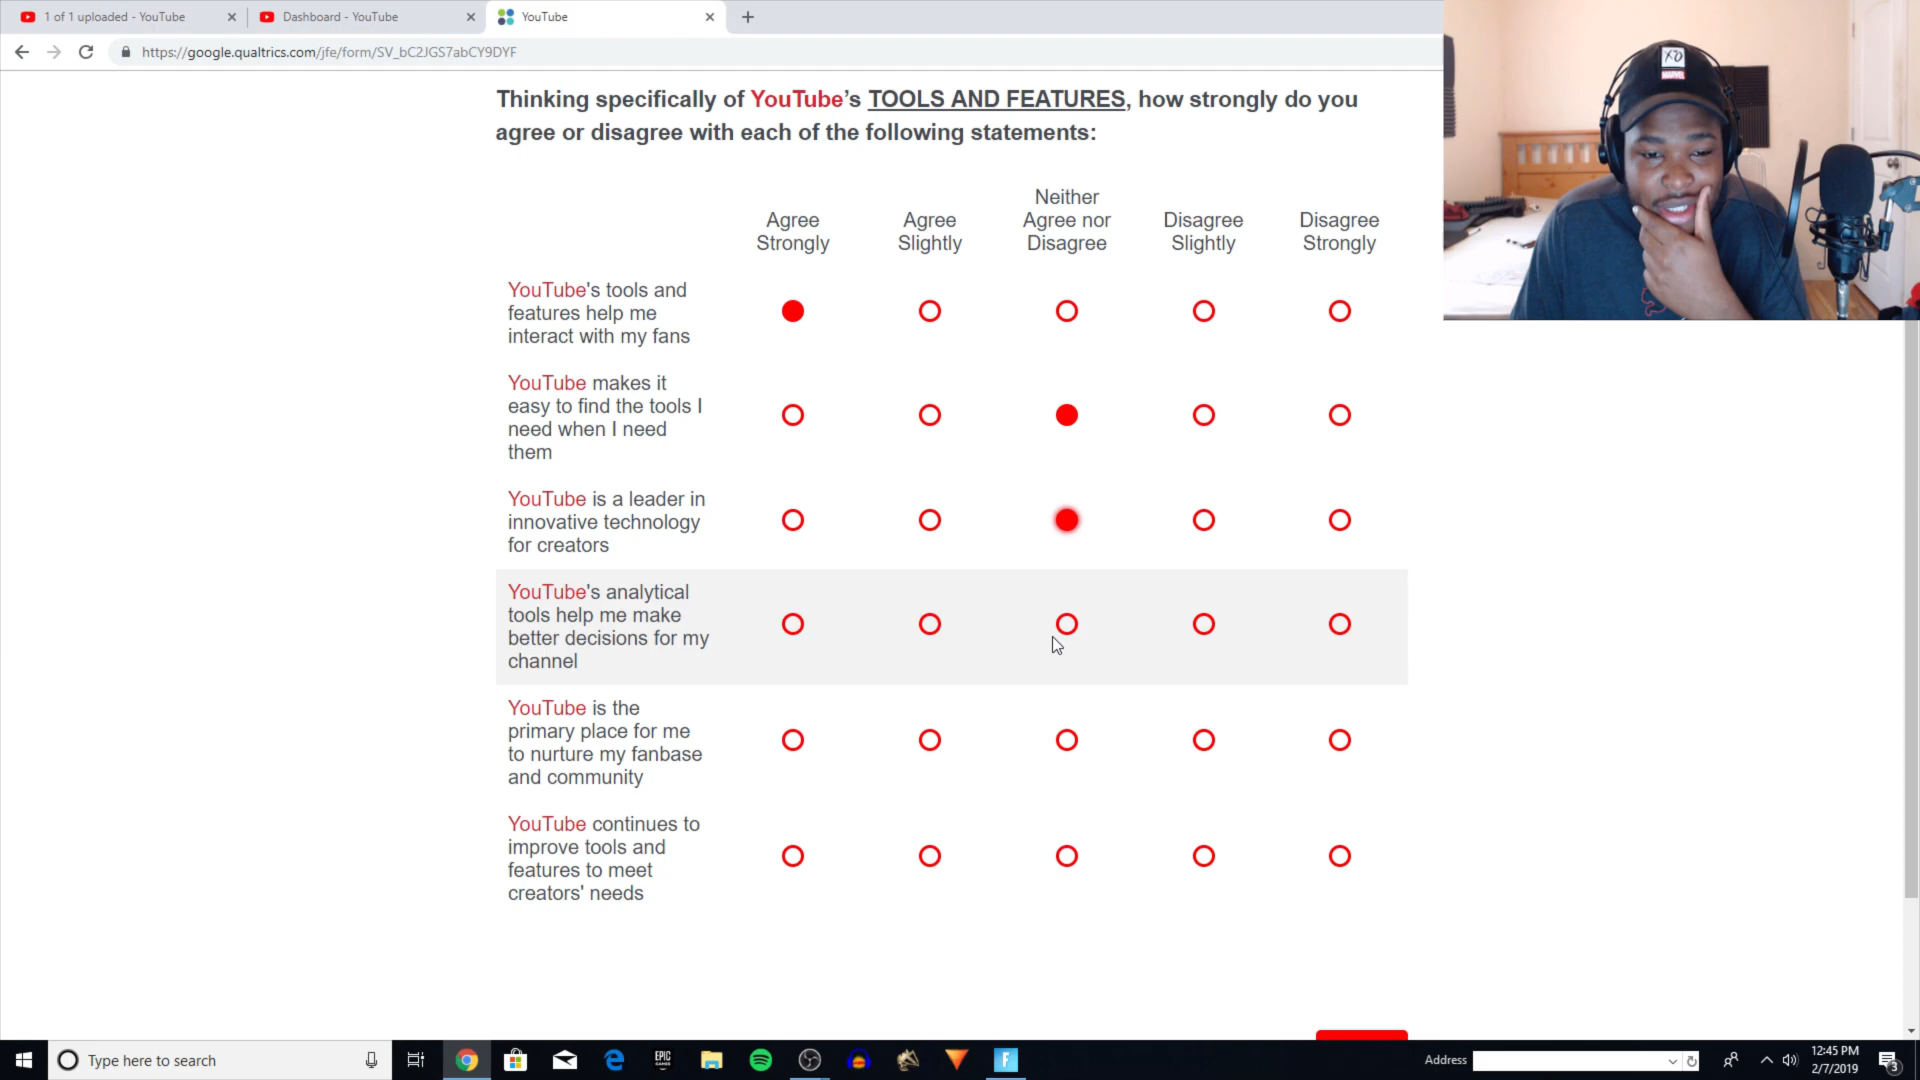 1 of 1 uploaded - YouTube
Dashboard - YouTube
YouTube
https://google.qualtrics.com/jfe/form/SV_bC2JGS7abCY9DYF
Thinking specifically of YouTube's TOOLS AND FEATURES, how strongly do you
agree or disagree with each of the following statements:
Agree
Strongly
Agree
Slightly
Neither
Agree nor
Disagree
Disagree
Slightly
Disagree
Strongly
YouTube's tools and
features help me
interact with my fans
YouTube makes it
easy to find the tools I
need when I need
them
YouTube is a leader in
innovative technology
for creators
YouTube's analytical
tools help me make
better decisions for my
channel
YouTube is the
primary place for me
to nurture my fanbase
and community
YouTube continues to
improve tools and
features to meet
creators' needs
XO
MARVEL
Type here to search
EPIC
GAMES
F
Address
12:45 PM
2/7/2019
3